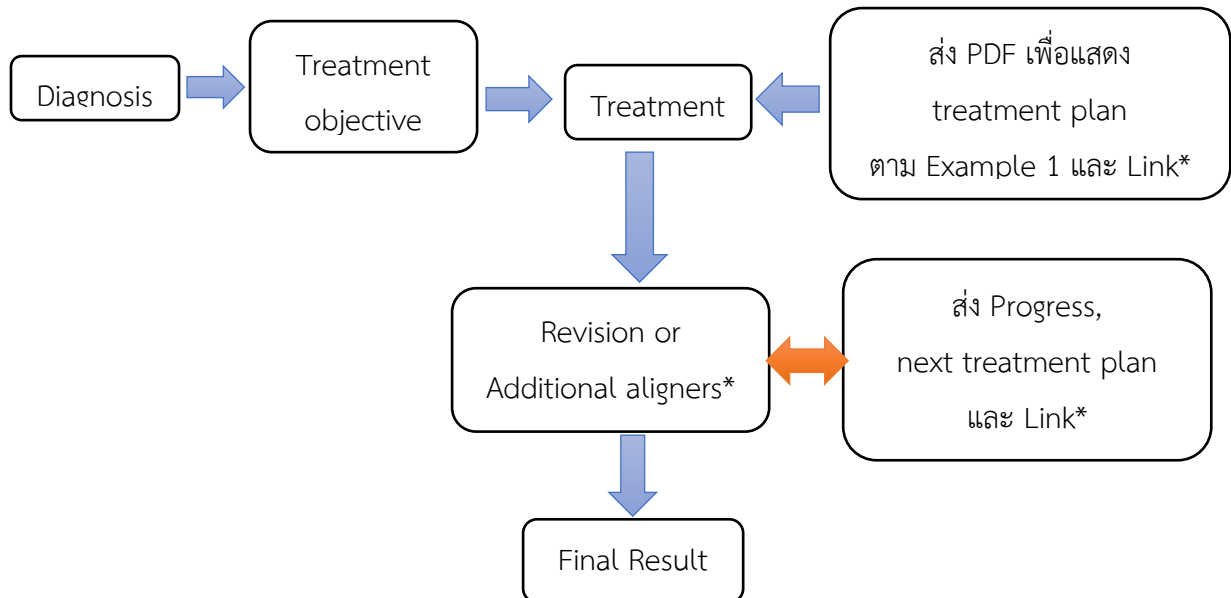 Diagnosis
Treatment
objective
Treatment
ส่ง PDF เพื่อแสดง
treatment plan
ตาม Example 1 และ Link*
Revision or
Additional aligners*
ส่ง Progress,
next treatment plan
และ Link*
Final Result